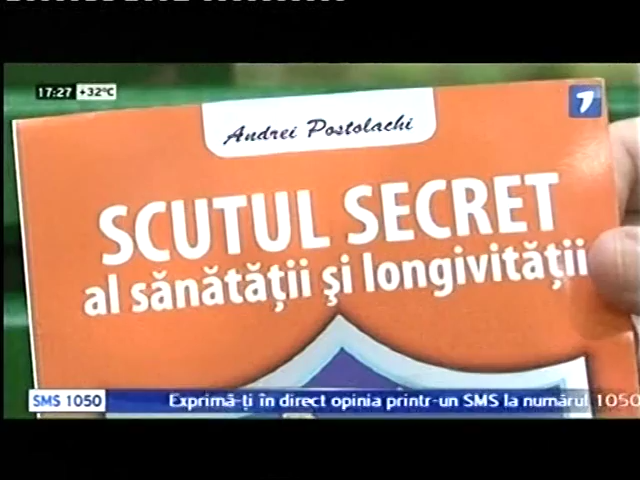 17:27 +32°C
7
Andrei Postolachi
SCUTUL SECRET
al sănătății și longivității
SMS 1050
Exprimă-ți în direct opinia printr-un SMS la numărul 1050